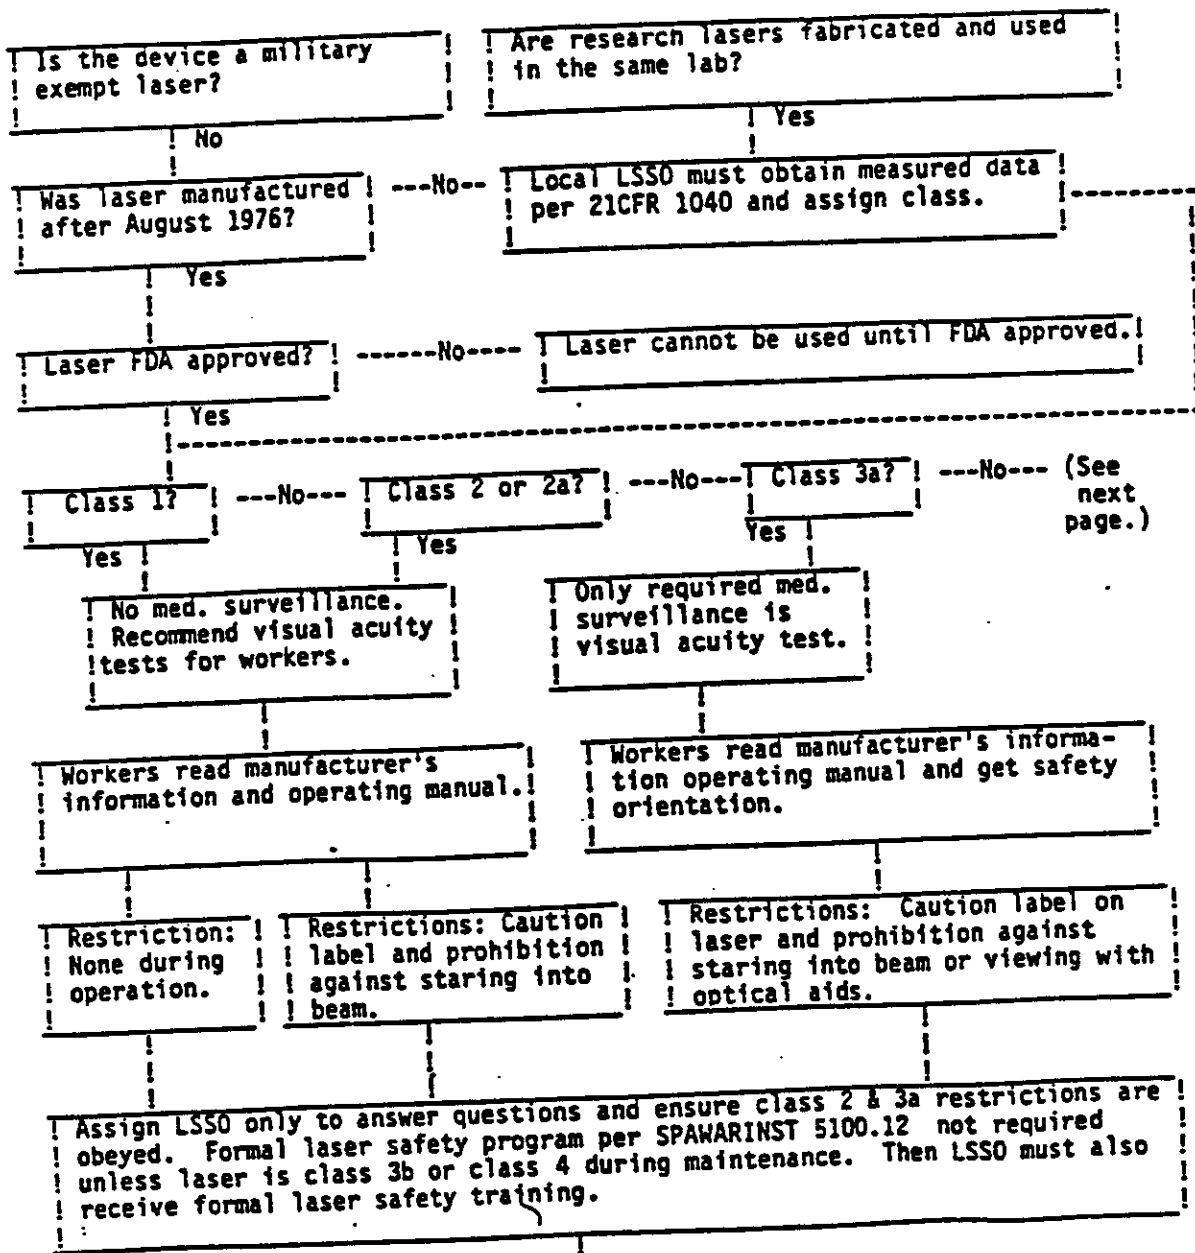 Is the device a military
exempt laser?
Are research lasers fabricated and used
in the same lab?
No
Yes
Was laser manufactured
after August 1976?
---No--
Local LSSO must obtain measured data
per 21CFR 1040 and assign class.
Yes
Laser FDA approved?
------No----
Laser cannot be used until FDA approved.
Yes
Class 1?
---No---
Class 2 or 2a?
---No---
Class 3a?
---No---
(See
next
page.)
Yes
Yes
Yes
No med. surveillance.
Recommend visual acuity
tests for workers.
Only required med.
surveillance is
visual acuity test.
Workers read manufacturer's
information and operating manual.
Workers read manufacturer's informa-
tion operating manual and get safety
orientation.
Restriction:
None during
operation.
Restrictions: Caution
label and prohibition
against staring into
beam.
Restrictions: Caution label on
laser and prohibition against
staring into beam or viewing with
optical aids.
Assign LSSO only to answer questions and ensure class 2 & 3a restrictions are
obeyed. Formal laser safety program per SPAWARINST 5100.12 not required
unless laser is class 3b or class 4 during maintenance. Then LSSO must also
receive formal laser safety training.